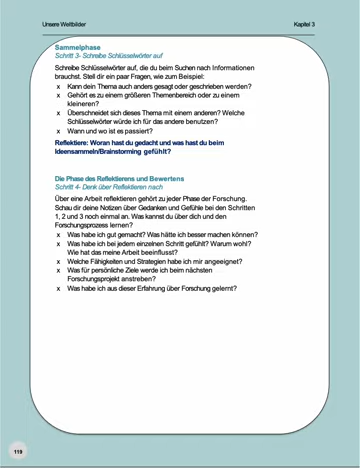 Unsere Weltbilder
Kapitel 3
Sammelphase
Schritt 3- Schreibe Schlüsselwörter auf
Schreibe Schlüsselwörter auf, die du beim Suchen nach Informationen
brauchst. Stell dir ein paar Fragen, wie zum Beispiel:
x Kann dein Thema auch anders gesagt oder geschrieben werden?
x Gehört es zu einem größeren Themenbereich oder zu einem
kleineren?
x Überschneidet sich dieses Thema mit einem anderen? Welche
Schlüsselwörter würde ich für das andere benutzen?
x Wann und wo ist es passiert?
Reflektiere: Woran hast du gedacht und was hast du beim
Ideensammeln/Brainstorming gefühlt?
Die Phase des Reflektierens und Bewertens
Schritt 4- Denk über Reflektieren nach
Über eine Arbeit reflektieren gehört zu jeder Phase der Forschung.
Schau dir deine Notizen über Gedanken und Gefühle bei den Schritten
1, 2 und 3 noch einmal an. Was kannst du über dich und den
Forschungsprozess lernen?
x Was habe ich gut gemacht? Was hätte ich besser machen können?
x Was habe ich bei jedem einzelnen Schritt gefühlt? Warum wohl?
Wie hat das meine Arbeit beeinflusst?
x Welche Fähigkeiten und Strategien habe ich mir angeeignet?
x Was für persönliche Ziele werde ich beim nächsten
Forschungsprojekt anstreben?
x Was habe ich aus dieser Erfahrung über Forschung gelernt?
119